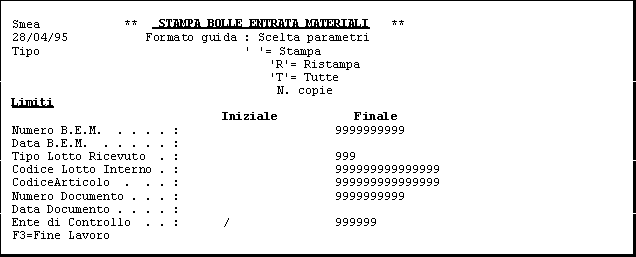 Smea ** STAMPA BOLLE ENTRATA MATERIALI **
28/04/95 Formato guida : Scelta parametri
Tipo ' '= Stampa
'R'= Ristampa
'T'= Tutte
N. copie
Limiti
Iniziale Finale
Numero B.E.M. . . . . . : 9999999999
Data B.E.M. . . . . . :
Tipo Lotto Ricevuto . : 999
Codice Lotto Interno . : 999999999999999
CodiceArticolo . . . : 999999999999999
Numero Documento . . . : 9999999999
Data Documento . . . . :
Ente di Controllo . . : / 999999
F3=Fine Lavoro